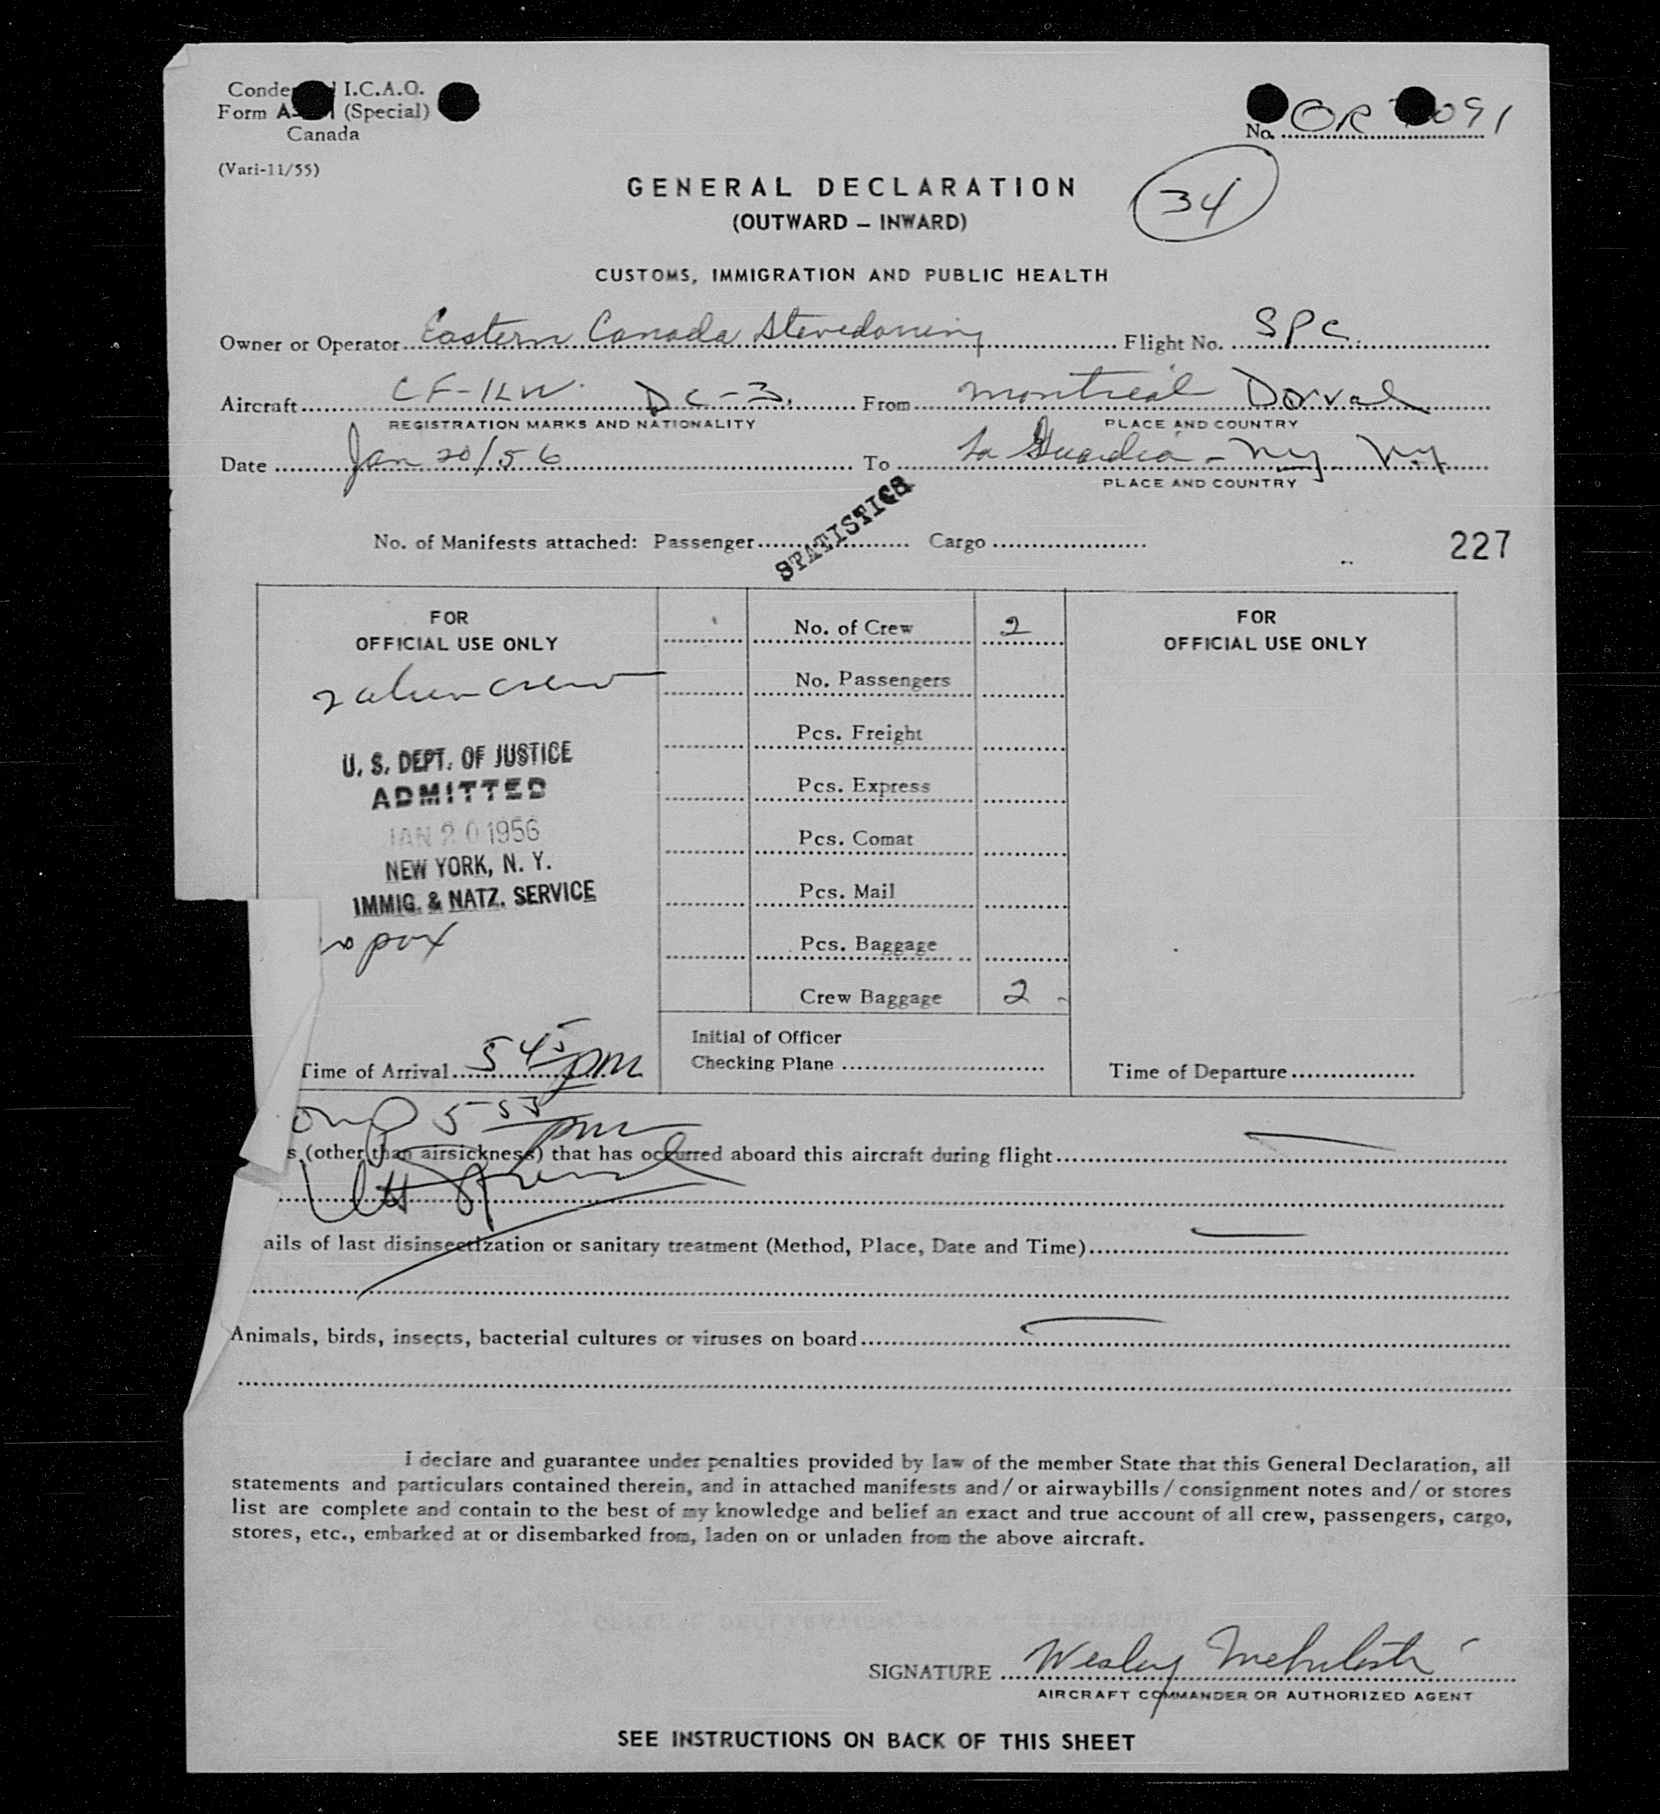 I.C.A.O.
Form (Special)
Canada
No. OR 091
(Vari-11/55)
34
GENERAL DECLARATION
(OUTWARD – INWARD)
CUSTOMS, IMMIGRATION AND PUBLIC HEALTH
Owner or Operator Eastern Canada Stevedoring Flight No. SPC.
Aircraft CF-ILW. DC-3. From Montreal Dorval
REGISTRATION MARKS AND NATIONALITY PLACE AND COUNTRY
Date Jan 20/56 To La Guardia - NY. NY
PLACE AND COUNTRY
STATISTICS
No. of Manifests attached: Passenger Cargo
227
FOR
OFFICIAL USE ONLY
2 alien crew
U. S. DEPT. OF JUSTICE
ADMITTED
JAN 20 1956
NEW YORK, N. Y.
IMMIG. & NATZ. SERVICE
no pax
Time of Arrival 5 45 pm
No. of Crew 2
No. Passengers
Pcs. Freight
Pcs. Express
Pcs. Comat
Pcs. Mail
Pcs. Baggage
Crew Baggage 2
Initial of Officer
Checking Plane
FOR
OFFICIAL USE ONLY
Time of Departure
5 55 pm
s (other than airsickness) that has occurred aboard this aircraft during flight
ails of last disinsectization or sanitary treatment (Method, Place, Date and Time)
Animals, birds, insects, bacterial cultures or viruses on board
I declare and guarantee under penalties provided by law of the member State that this General Declaration, all
statements and particulars contained therein, and in attached manifests and/or airwaybills/consignment notes and/or stores
list are complete and contain to the best of my knowledge and belief an exact and true account of all crew, passengers, cargo,
stores, etc., embarked at or disembarked from, laden on or unladen from the above aircraft.
SIGNATURE Wesley
AIRCRAFT COMMANDER OR AUTHORIZED AGENT
SEE INSTRUCTIONS ON BACK OF THIS SHEET